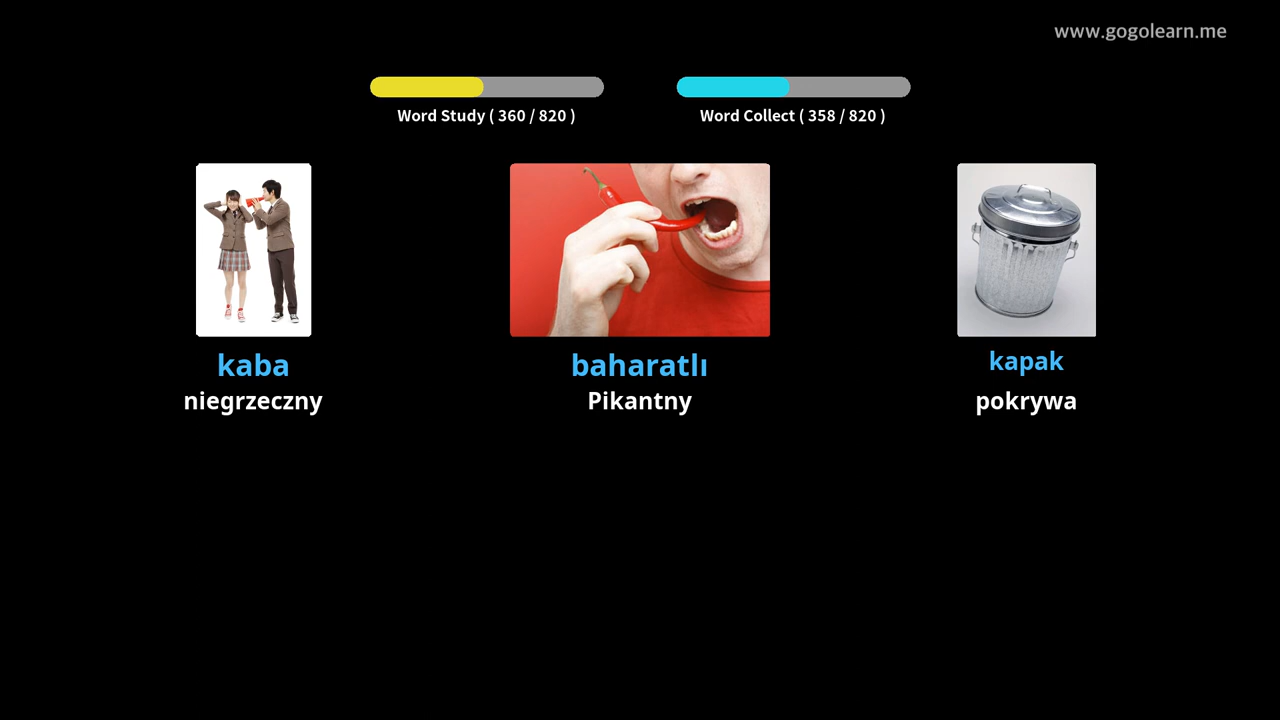 www.gogolearn.me
Word Study ( 360 / 820 )
Word Collect ( 358 / 820 )
kaba
niegrzeczny
baharatlı
Pikantny
kapak
pokrywa